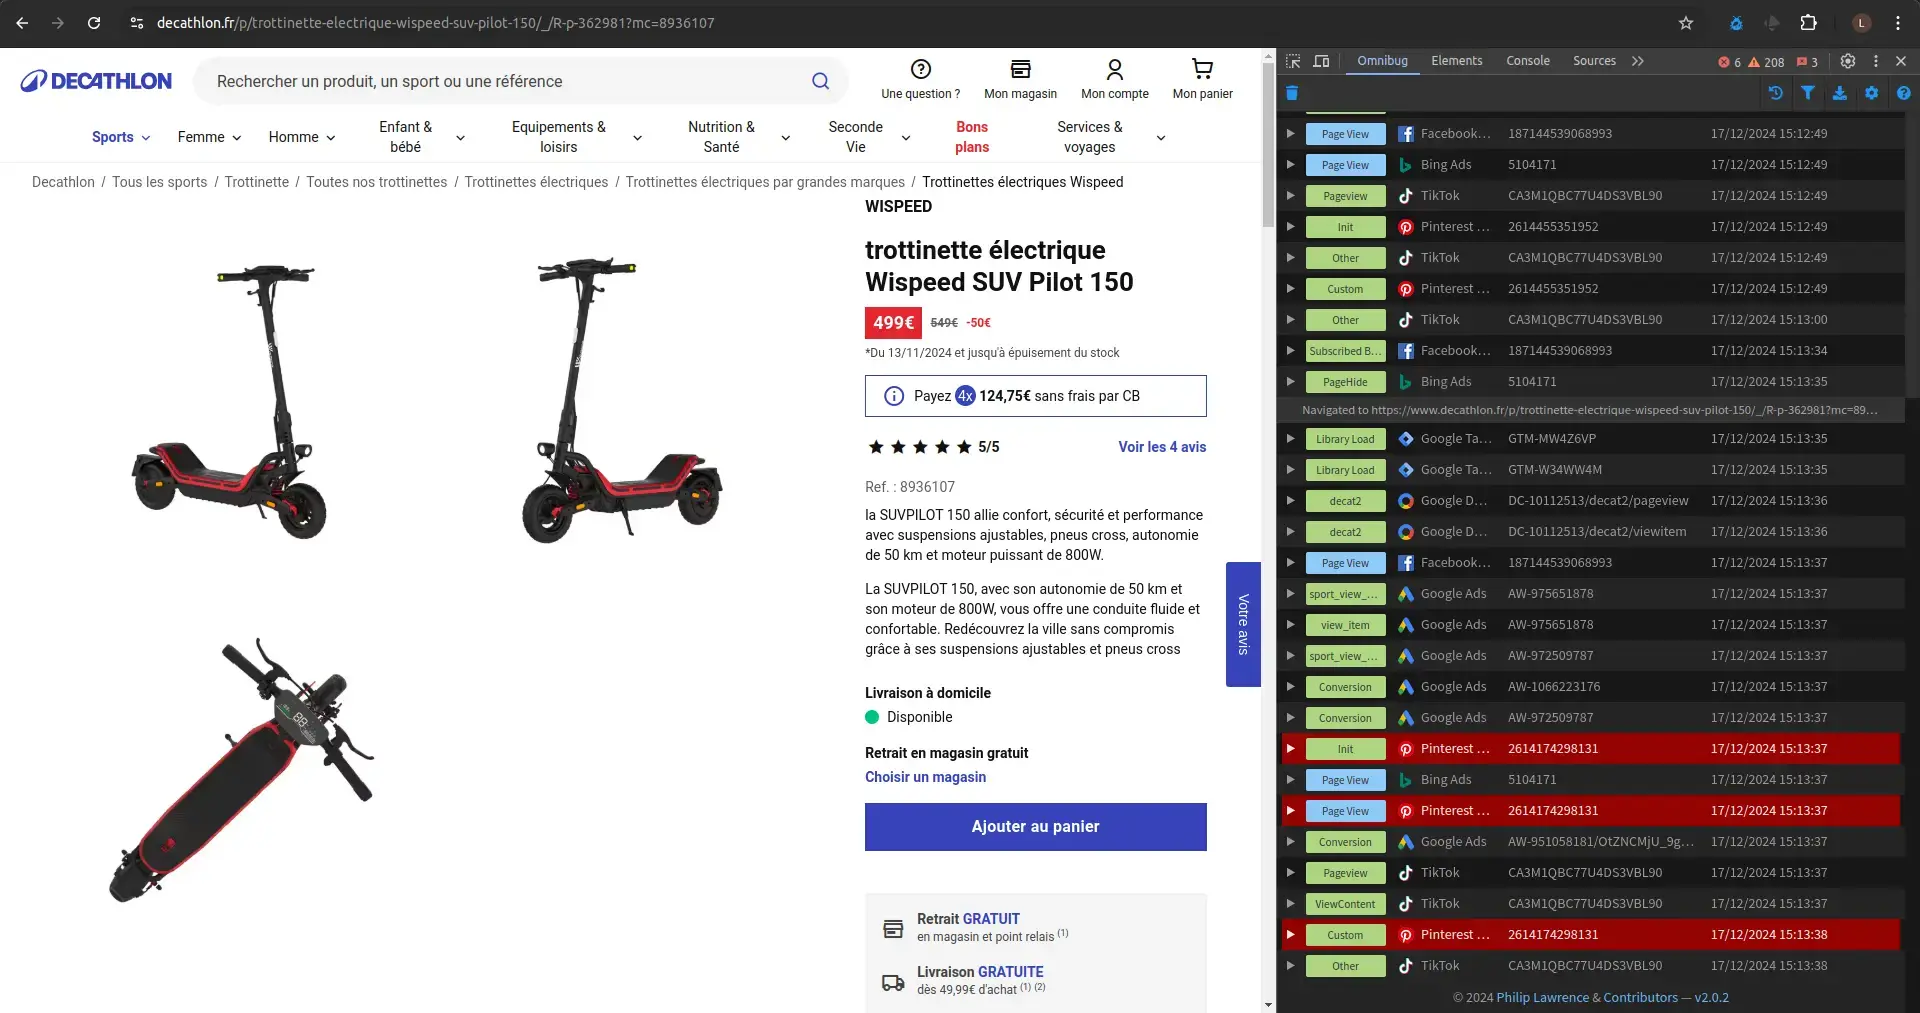 decathlon.fr/p/trottinette-electrique-wispeed-suv-pilot-150/_/R-p-362981?mc=8936107
L
DECATHLON
Rechercher un produit, un sport ou une référence
Une question ?
Mon magasin
Mon compte
Mon panier
Sports
Femme
Homme
Enfant &
bébé
Equipements &
loisirs
Nutrition &
Santé
Seconde
Vie
Bons
plans
Services &
voyages
Decathlon / Tous les sports / Trottinette / Toutes nos trottinettes / Trottinettes électriques / Trottinettes électriques par grandes marques / Trottinettes électriques Wispeed
WISPEED
trottinette électrique
Wispeed SUV Pilot 150
499€ 549€ -50€
*Du 13/11/2024 et jusqu'à épuisement du stock
Payez 4x 124,75€ sans frais par CB
5/5 Voir les 4 avis
Ref. : 8936107
la SUVPILOT 150 allie confort, sécurité et performance
avec suspensions ajustables, pneus cross, autonomie
de 50 km et moteur puissant de 800W.
La SUVPILOT 150, avec son autonomie de 50 km et
son moteur de 800W, vous offre une conduite fluide et
confortable. Redécouvrez la ville sans compromis
grâce à ses suspensions ajustables et pneus cross
Livraison à domicile
Disponible
Retrait en magasin gratuit
Choisir un magasin
Ajouter au panier
Retrait GRATUIT
en magasin et point relais (1)
Livraison GRATUITE
dès 49,99€ d'achat (1) (2)
Votre avis
Omnibug Elements Console Sources 6 208 3
Page View Facebook... 187144539068993 17/12/2024 15:12:49
Page View Bing Ads 5104171 17/12/2024 15:12:49
Pageview TikTok CA3M1QBC77U4DS3VBL90 17/12/2024 15:12:49
Init Pinterest ... 2614455351952 17/12/2024 15:12:49
Other TikTok CA3M1QBC77U4DS3VBL90 17/12/2024 15:12:49
Custom Pinterest ... 2614455351952 17/12/2024 15:12:49
Other TikTok CA3M1QBC77U4DS3VBL90 17/12/2024 15:13:00
Subscribed B... Facebook... 187144539068993 17/12/2024 15:13:34
PageHide Bing Ads 5104171 17/12/2024 15:13:35
Navigated to https://www.decathlon.fr/p/trottinette-electrique-wispeed-suv-pilot-150/_/R-p-362981?mc=89...
Library Load Google Ta... GTM-MW4Z6VP 17/12/2024 15:13:35
Library Load Google Ta... GTM-W34WW4M 17/12/2024 15:13:35
decat2 Google D... DC-10112513/decat2/pageview 17/12/2024 15:13:36
decat2 Google D... DC-10112513/decat2/viewitem 17/12/2024 15:13:36
Page View Facebook... 187144539068993 17/12/2024 15:13:37
sport_view_... Google Ads AW-975651878 17/12/2024 15:13:37
view_item Google Ads AW-975651878 17/12/2024 15:13:37
sport_view_... Google Ads AW-972509787 17/12/2024 15:13:37
Conversion Google Ads AW-1066223176 17/12/2024 15:13:37
Conversion Google Ads AW-972509787 17/12/2024 15:13:37
Init Pinterest ... 2614174298131 17/12/2024 15:13:37
Page View Bing Ads 5104171 17/12/2024 15:13:37
Page View Pinterest ... 2614174298131 17/12/2024 15:13:37
Conversion Google Ads AW-951058181/OtZNCMjU_9g... 17/12/2024 15:13:37
Pageview TikTok CA3M1QBC77U4DS3VBL90 17/12/2024 15:13:37
ViewContent TikTok CA3M1QBC77U4DS3VBL90 17/12/2024 15:13:37
Custom Pinterest ... 2614174298131 17/12/2024 15:13:38
Other TikTok CA3M1QBC77U4DS3VBL90 17/12/2024 15:13:38
© 2024 Philip Lawrence & Contributors — v2.0.2